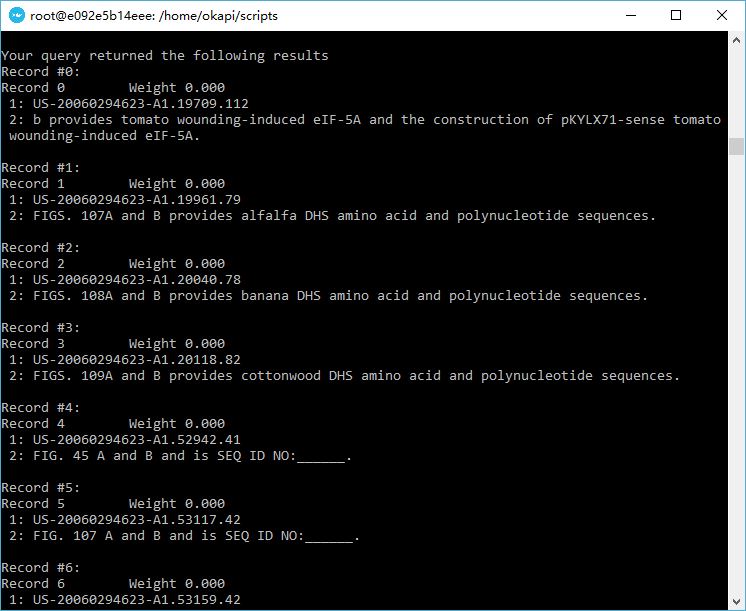 root@e092e5b14eee: /home/okapi/scripts
Your query returned the following results
Record #0:
Record 0        Weight 0.000
 1: US-20060294623-A1.19709.112
 2: b provides tomato wounding-induced eIF-5A and the construction of pKYLX71-sense tomato
 wounding-induced eIF-5A.
Record #1:
Record 1        Weight 0.000
 1: US-20060294623-A1.19961.79
 2: FIGS. 107A and B provides alfalfa DHS amino acid and polynucleotide sequences.
Record #2:
Record 2        Weight 0.000
 1: US-20060294623-A1.20040.78
 2: FIGS. 108A and B provides banana DHS amino acid and polynucleotide sequences.
Record #3:
Record 3        Weight 0.000
 1: US-20060294623-A1.20118.82
 2: FIGS. 109A and B provides cottonwood DHS amino acid and polynucleotide sequences.
Record #4:
Record 4        Weight 0.000
 1: US-20060294623-A1.52942.41
 2: FIG. 45 A and B and is SEQ ID NO:______.
Record #5:
Record 5        Weight 0.000
 1: US-20060294623-A1.53117.42
 2: FIG. 107 A and B and is SEQ ID NO:______.
Record #6:
Record 6        Weight 0.000
 1: US-20060294623-A1.53159.42